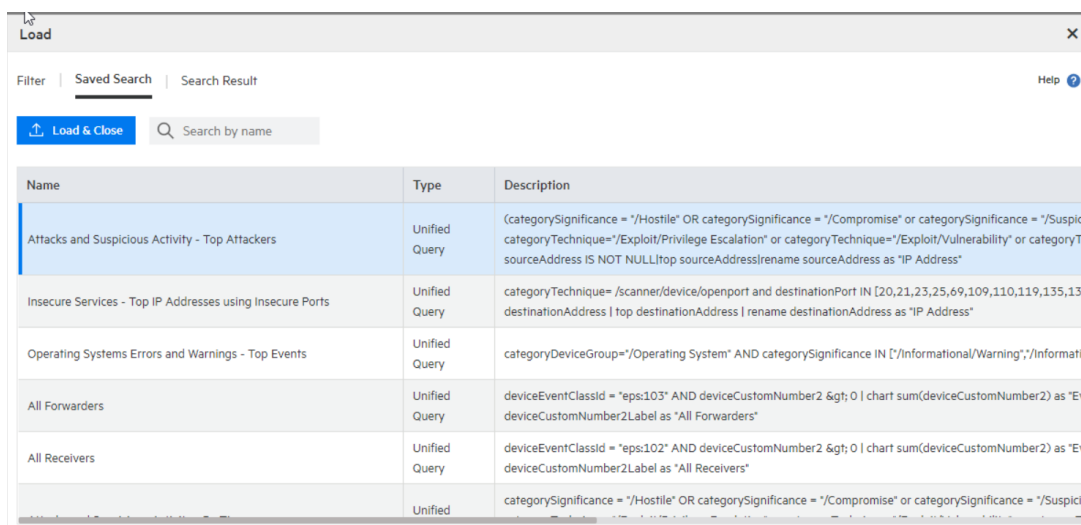 Load
Filter | Saved Search | Search Result Help
Load & Close Search by name
Name Type Description
Attacks and Suspicious Activity - Top Attackers
Unified
Query
(categorySignificance = "/Hostile" OR categorySignificance = "/Compromise" or categorySignificance = "/Suspic
categoryTechnique="/Exploit/Privilege Escalation" or categoryTechnique="/Exploit/Vulnerability" or categoryT
sourceAddress IS NOT NULL|top sourceAddress|rename sourceAddress as "IP Address"
Insecure Services - Top IP Addresses using Insecure Ports
Unified
Query
categoryTechnique= /scanner/device/openport and destinationPort IN [20,21,23,25,69,109,110,119,135,13
destinationAddress | top destinationAddress | rename destinationAddress as "IP Address"
Operating Systems Errors and Warnings - Top Events
Unified
Query
categoryDeviceGroup="/Operating System" AND categorySignificance IN ["/Informational/Warning","/Informati
All Forwarders
Unified
Query
deviceEventClassId = "eps:103" AND deviceCustomNumber2 &gt; 0 | chart sum(deviceCustomNumber2) as "Ev
deviceCustomNumber2Label as "All Forwarders"
All Receivers
Unified
Query
deviceEventClassId = "eps:102" AND deviceCustomNumber2 &gt; 0 | chart sum(deviceCustomNumber2) as "Ev
deviceCustomNumber2Label as "All Receivers"
Unified
categorySignificance = "/Hostile" OR categorySignificance = "/Compromise" or categorySignificance = "/Suspici